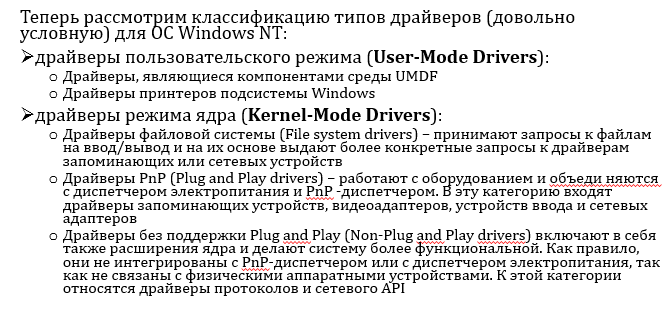 Теперь рассмотрим классификацию типов драйверов (довольно
условную) для ОС Windows NT:
➢драйверы пользовательского режима (User-Mode Drivers):
o Драйверы, являющиеся компонентами среды UMDF
o Драйверы принтеров подсистемы Windows
➢драйверы режима ядра (Kernel-Mode Drivers):
o Драйверы файловой системы (File system drivers) – принимают запросы к файлам
на ввод/вывод и на их основе выдают более конкретные запросы к драйверам
запоминающих или сетевых устройств
o Драйверы PnP (Plug and Play drivers) – работают с оборудованием и объеди няются
с диспетчером электропитания и PnP -диспетчером. В эту категорию входят
драйверы запоминающих устройств, видеоадаптеров, устройств ввода и сетевых
адаптеров
o Драйверы без поддержки Plug and Play (Non-Plug and Play drivers) включают в себя
также расширения ядра и делают систему более функциональной. Как правило,
они не интегрированы с PnP-диспетчером или с диспетчером электропитания, так
как не связаны с физическими аппаратными устройствами. К этой категории
относятся драйверы протоколов и сетевого API